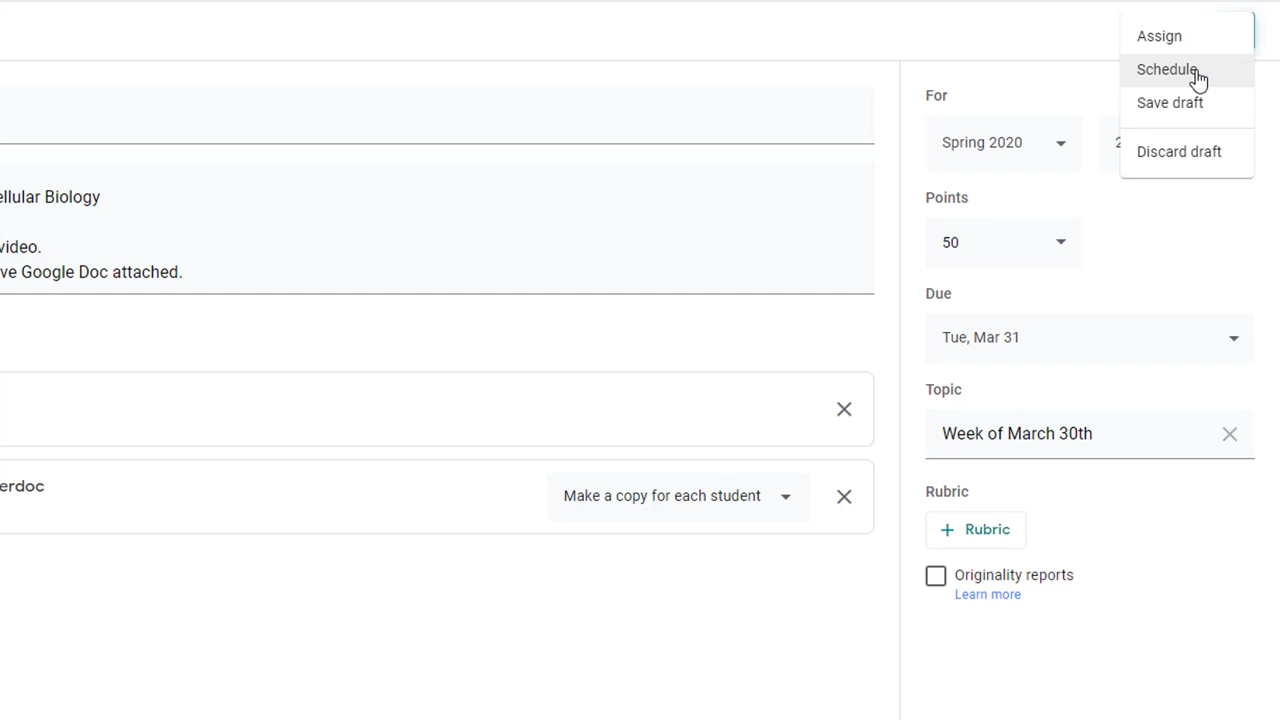 Assign
Schedule
Save draft
Discard draft
For
Spring 2020
Points
50
Due
Tue, Mar 31
Topic
Week of March 30th
Rubric
Rubric
Originality reports
Learn more
ellular Biology
video.
ve Google Doc attached.
erdoc
Make a copy for each student